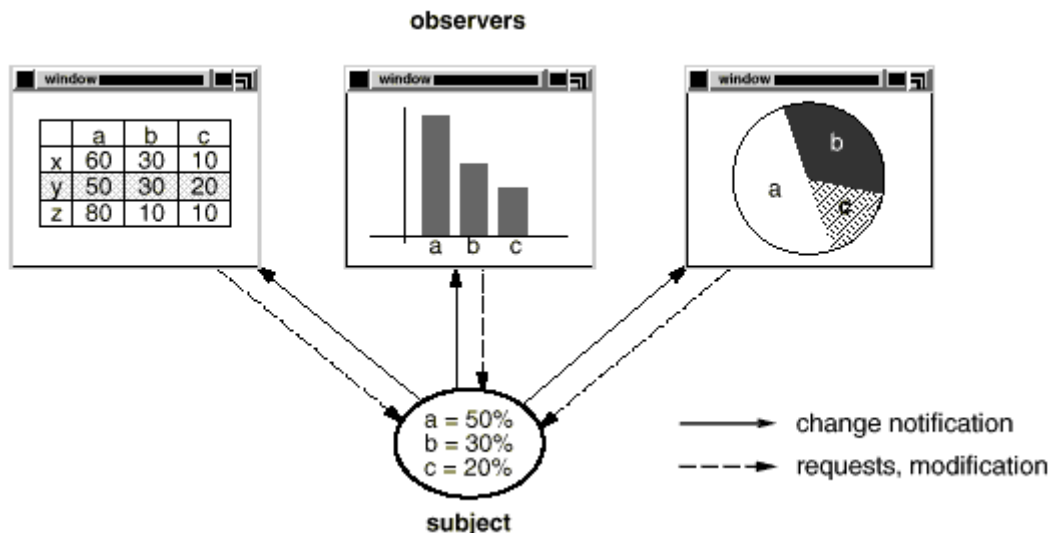 observers
window
a b c
x 60 30 10
y 50 30 20
z 80 10 10
window
a b c
window
b
a
c
a = 50%
b = 30%
c = 20%
subject
change notification
requests, modification